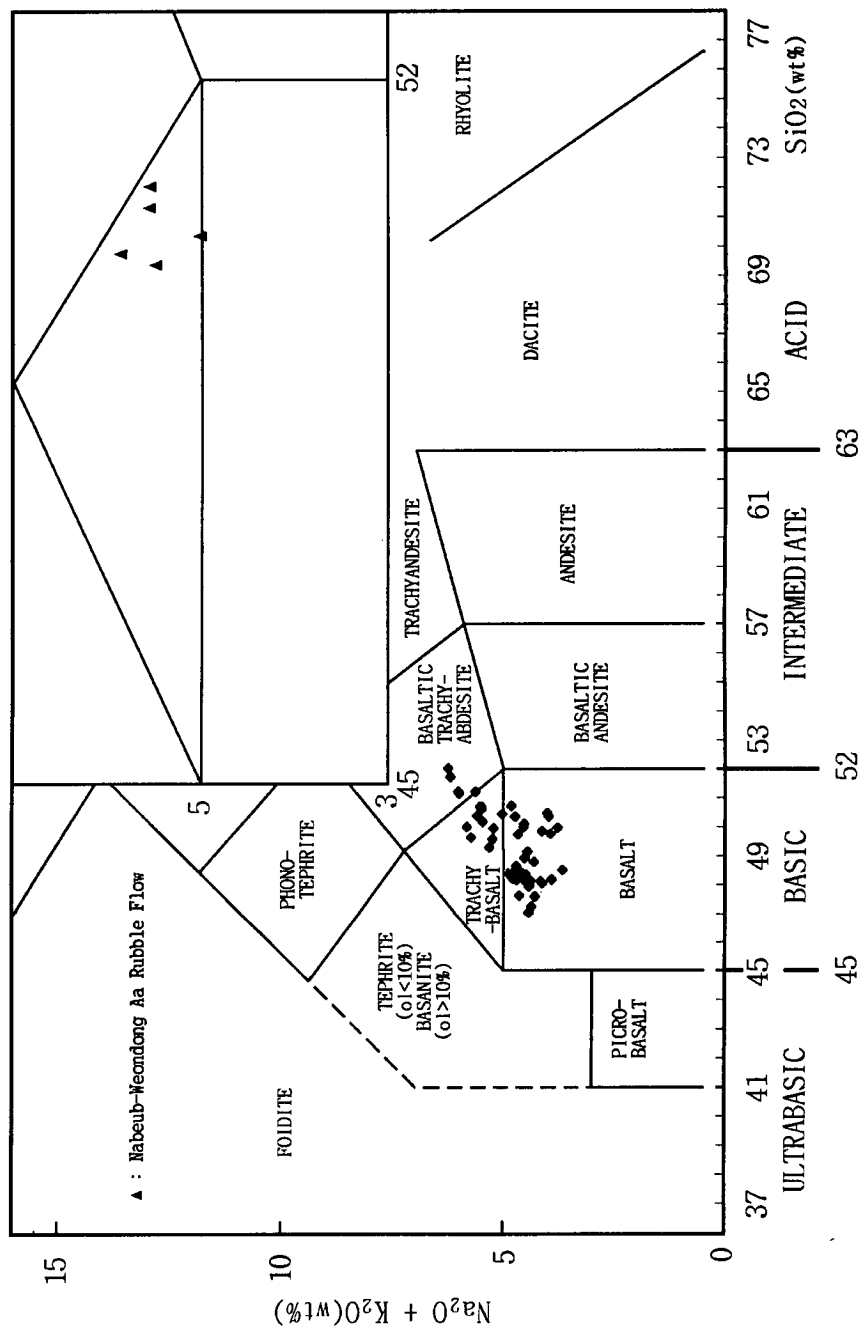 ▲ : Nabeub-Weondong Aa Rubble Flow
FOIDITE
PHONO-
TEPHRITE
TEPHRITE
(ol<10%)
BASANITE
(ol>10%)
TRACHY
-BASALT
BASALTIC
TRACHY-
ABDESITE
TRACHYANDESITE
RHYOLITE
DACITE
ANDESITE
BASALTIC
ANDESITE
BASALT
PICRO-
BASALT
5
3
45
52
15
10
5
0
Na₂O + K₂O(wt%)
37
41
45
49
53
57
61
65
69
73
77
SiO₂(wt%)
ULTRABASIC
BASIC
INTERMEDIATE
ACID
45
52
63